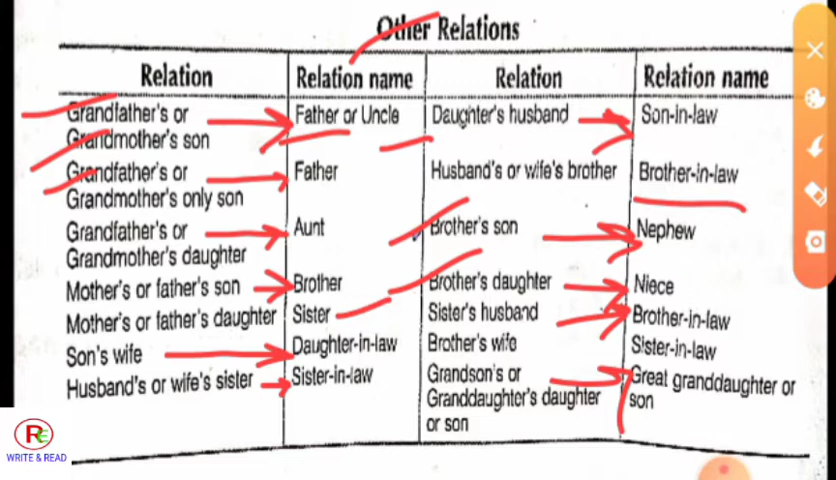 Other Relations
Relation Relation name Relation Relation name
Grandfather's or Father or Uncle Daughter's husband Son-in-law
Grandmother's son
Grandfather's or Father Husband's or wife's brother Brother-in-law
Grandmother's only son
Grandfather's or Aunt Brother's son Nephew
Grandmother's daughter
Mother's or father's son Brother Brother's daughter Niece
Mother's or father's daughter Sister Sister's husband Brother-in-law
Son's wife Daughter-in-law Brother's wife Sister-in-law
Husband's or wife's sister Sister-in-law Grandson's or Great granddaughter or
Granddaughter's daughter son
or son
RE
WRITE & READ